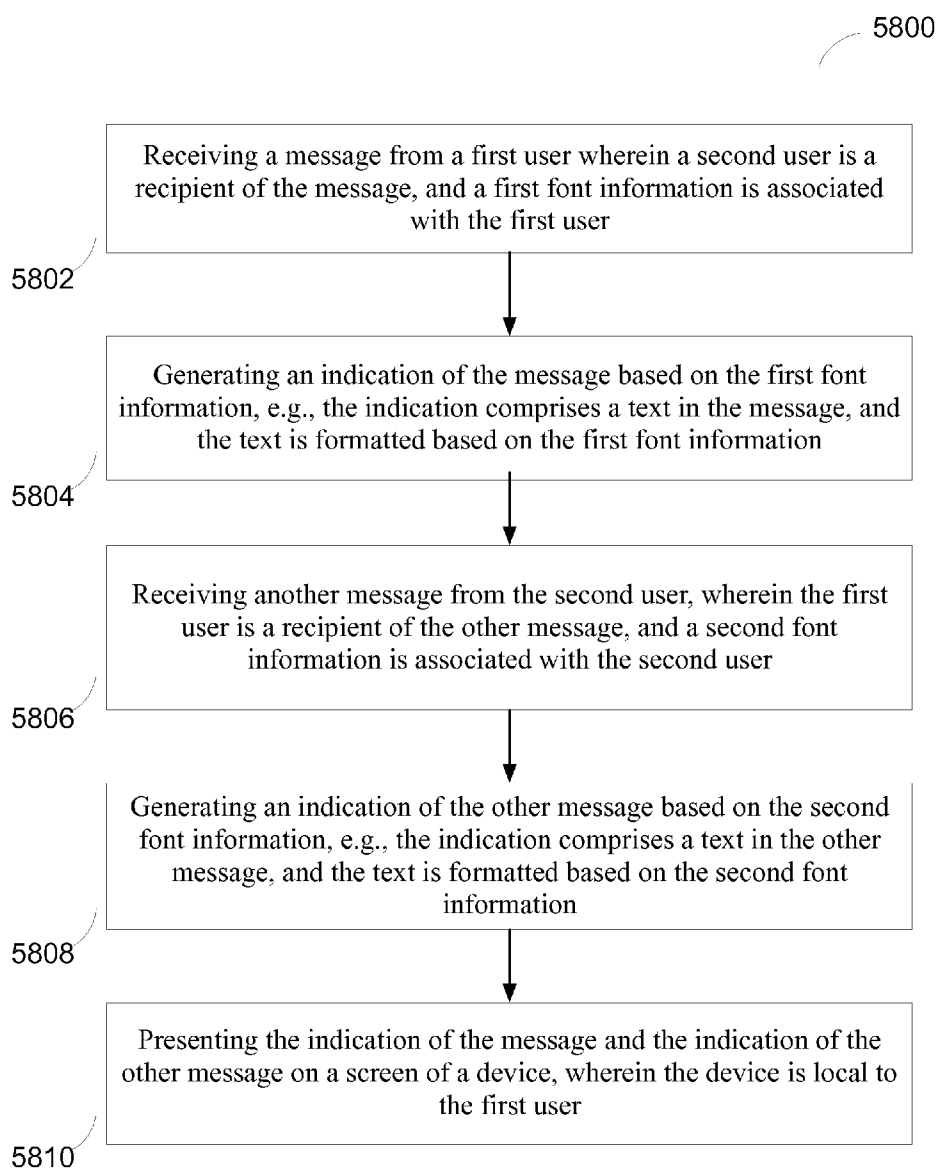 5800
Receiving a message from a first user wherein a second user is a
recipient of the message, and a first font information is associated
with the first user
5802
Generating an indication of the message based on the first font
information, e.g., the indication comprises a text in the message, and
the text is formatted based on the first font information
5804
Receiving another message from the second user, wherein the first
user is a recipient of the other message, and a second font
information is associated with the second user
5806
Generating an indication of the other message based on the second
font information, e.g., the indication comprises a text in the other
message, and the text is formatted based on the second font
information
5808
Presenting the indication of the message and the indication of the
other message on a screen of a device, wherein the device is local to
the first user
5810